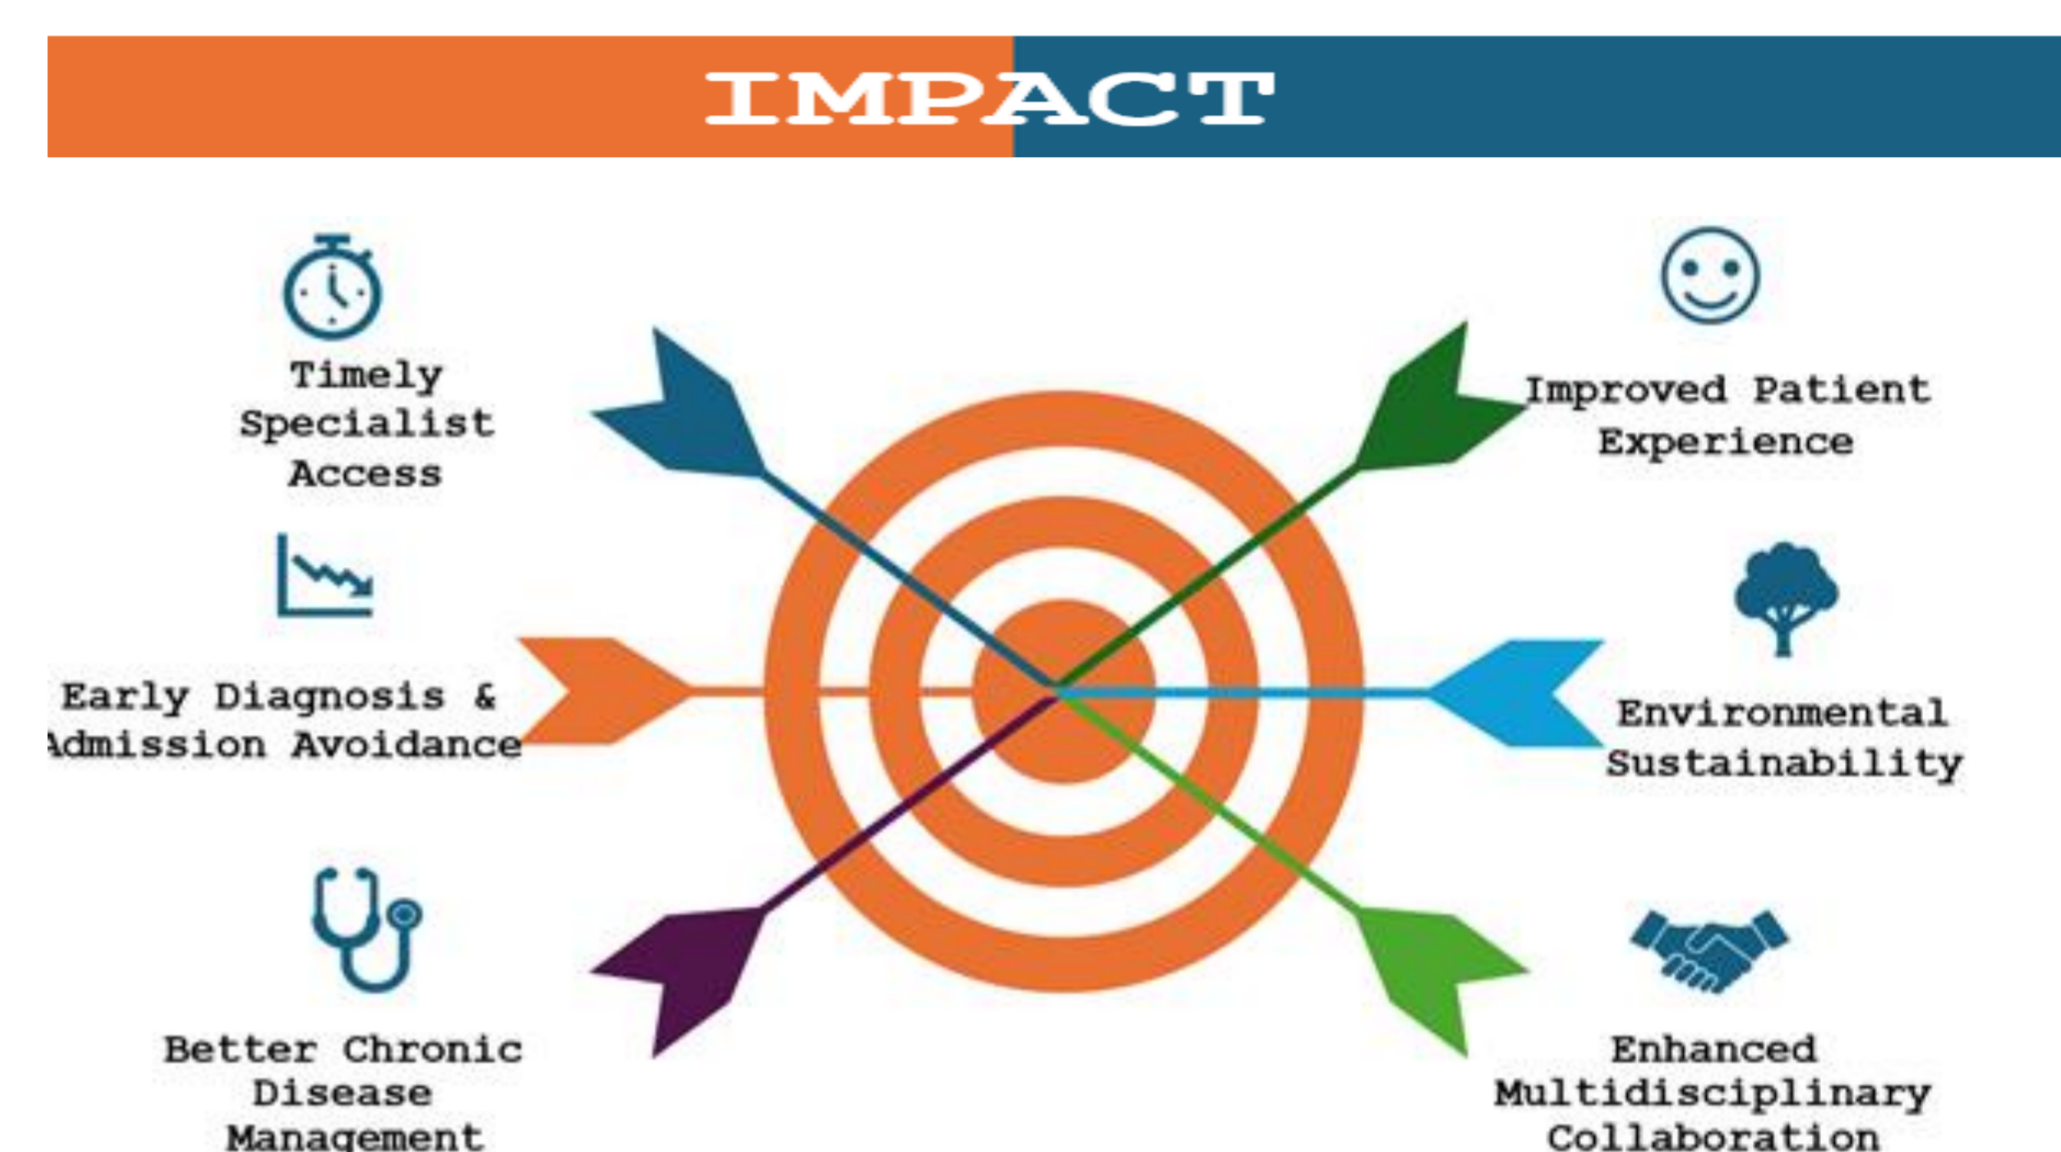 IMPACT
Timely
Specialist
Access
Early Diagnosis &
Admission Avoidance
Better Chronic
Disease
Management
Improved Patient
Experience
Environmental
Sustainability
Enhanced
Multidisciplinary
Collaboration